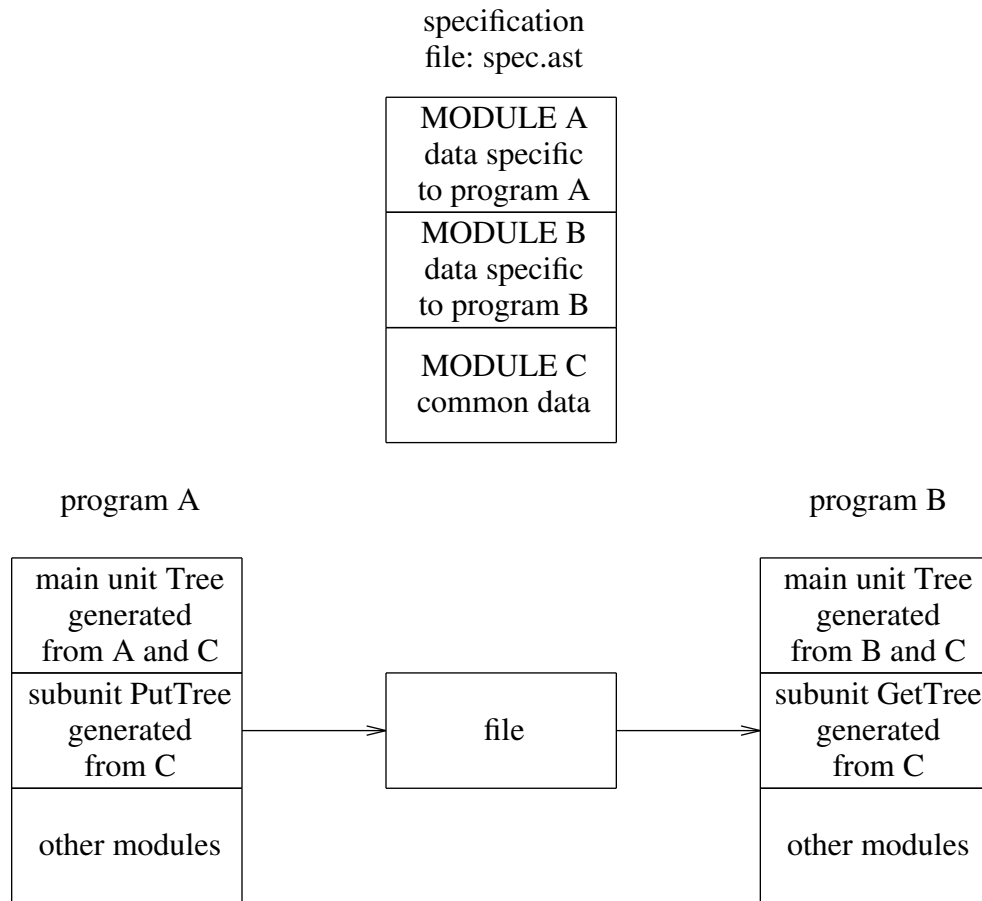 specification
file: spec.ast
MODULE A
data specific
to program A
MODULE B
data specific
to program B
MODULE C
common data
program A
main unit Tree
generated
from A and C
subunit PutTree
generated
from C
other modules
file
program B
main unit Tree
generated
from B and C
subunit GetTree
generated
from C
other modules